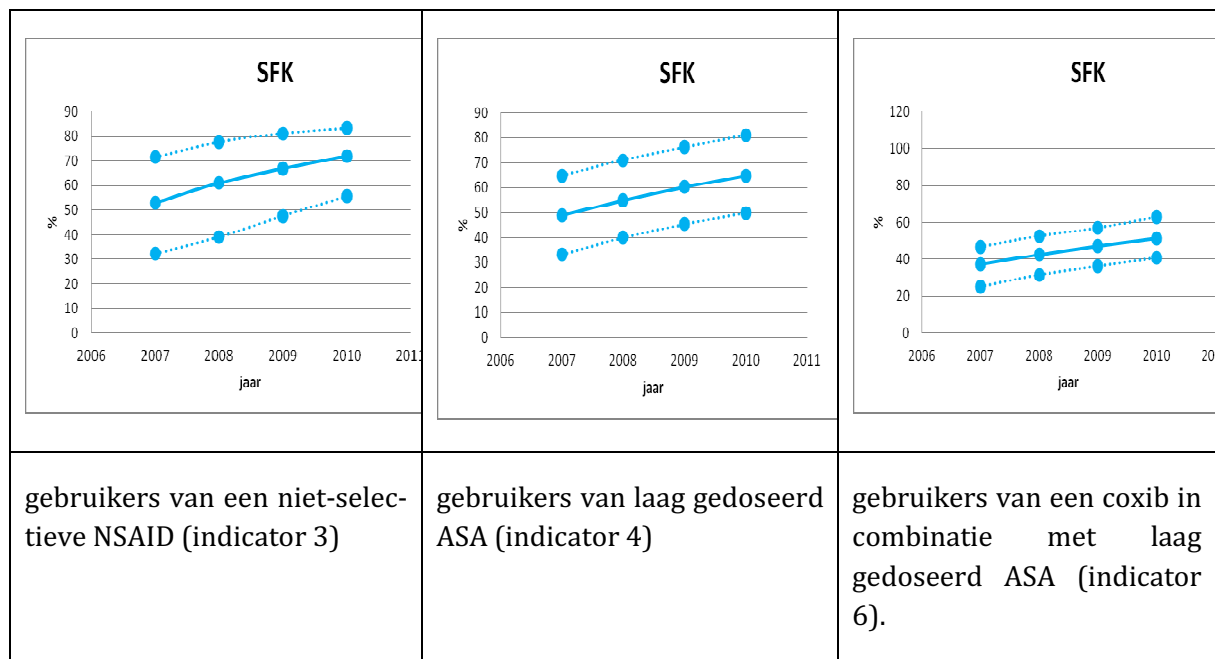 SFK
90
80
70
60
50
40
30
20
10
0
%
2006 2007 2008 2009 2010 2011
jaar
SFK
90
80
70
60
50
40
30
20
10
0
%
2006 2007 2008 2009 2010 2011
jaar
SFK
120
100
80
60
40
20
0
%
2006 2007 2008 2009 2010 20
jaar
gebruikers van een niet-selec-
tieve NSAID (indicator 3)
gebruikers van laag gedoseerd
ASA (indicator 4)
gebruikers van een coxib in
combinatie met laag
gedoseerd ASA (indicator
6).